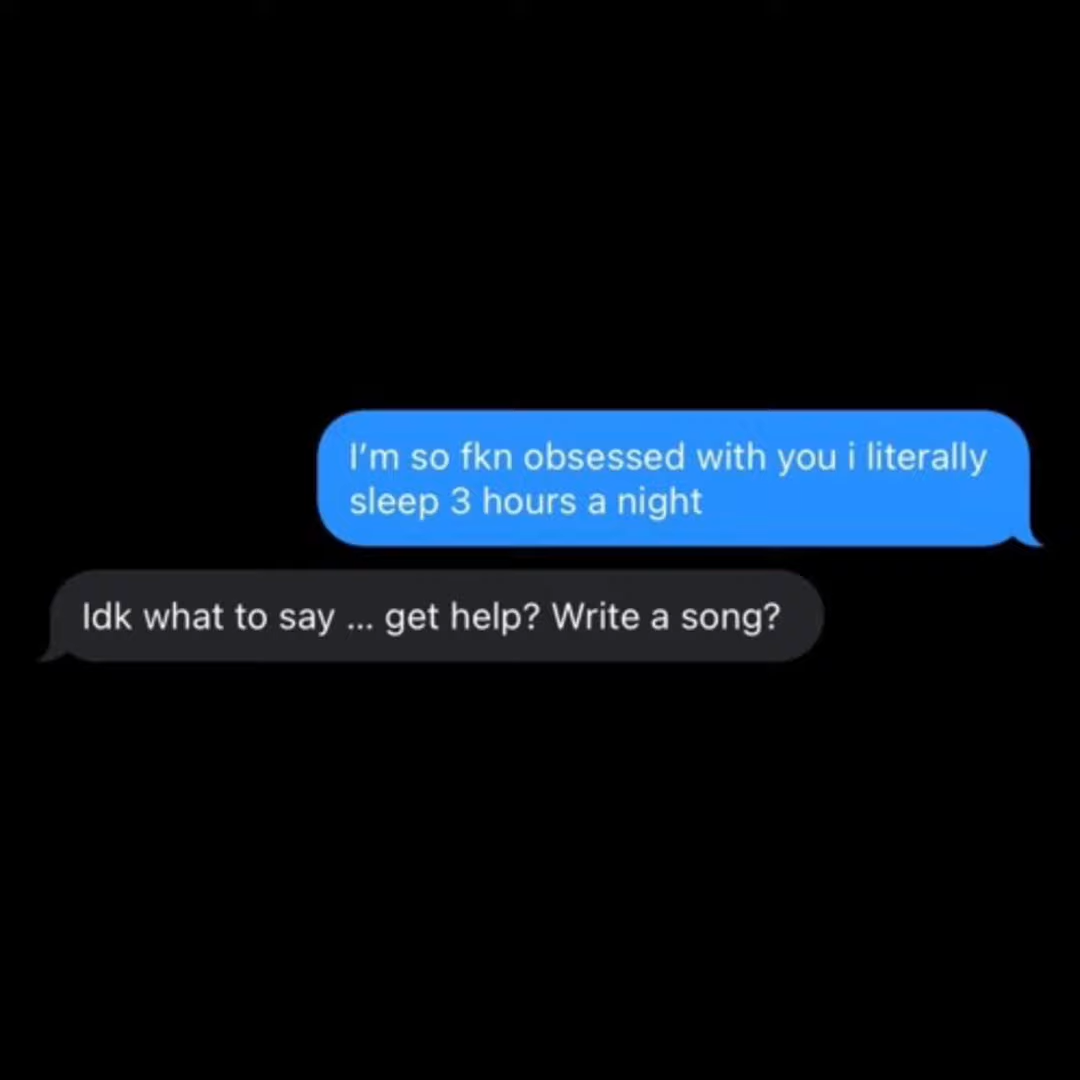 I’m so fkn obsessed with you i literally
sleep 3 hours a night
Idk what to say ... get help? Write a song?